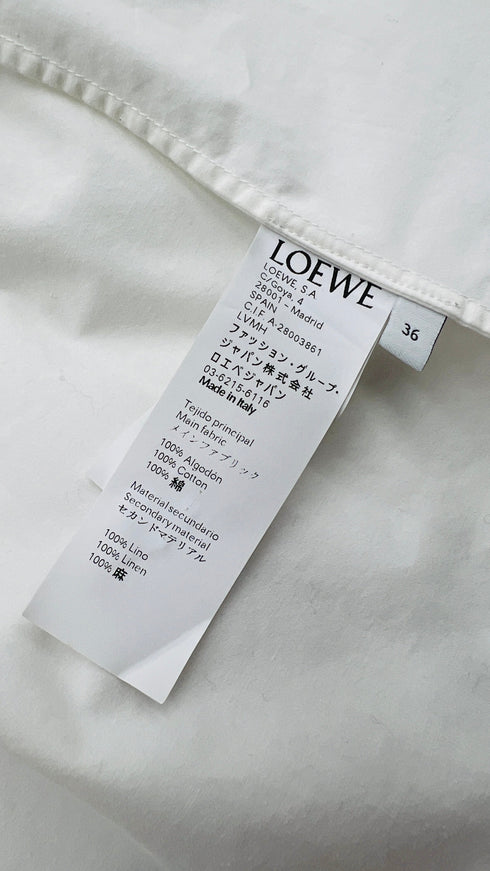 LOEWE
LOEWE, S.A
C/Goya, 4
28001 - Madrid
SPAIN
C.I.F. A-28003861
LVMH
ファッション・グループ・
ジャパン株式会社
ロエベジャパン
03-6215-6116
Made in Italy
Tejido principal
Main fabric
メインファブリック
100% Algodón
100% Cotton
100% 綿
Material secundario
Secondary material
セカンドマテリアル
100% Lino
100% Linen
100% 麻
36